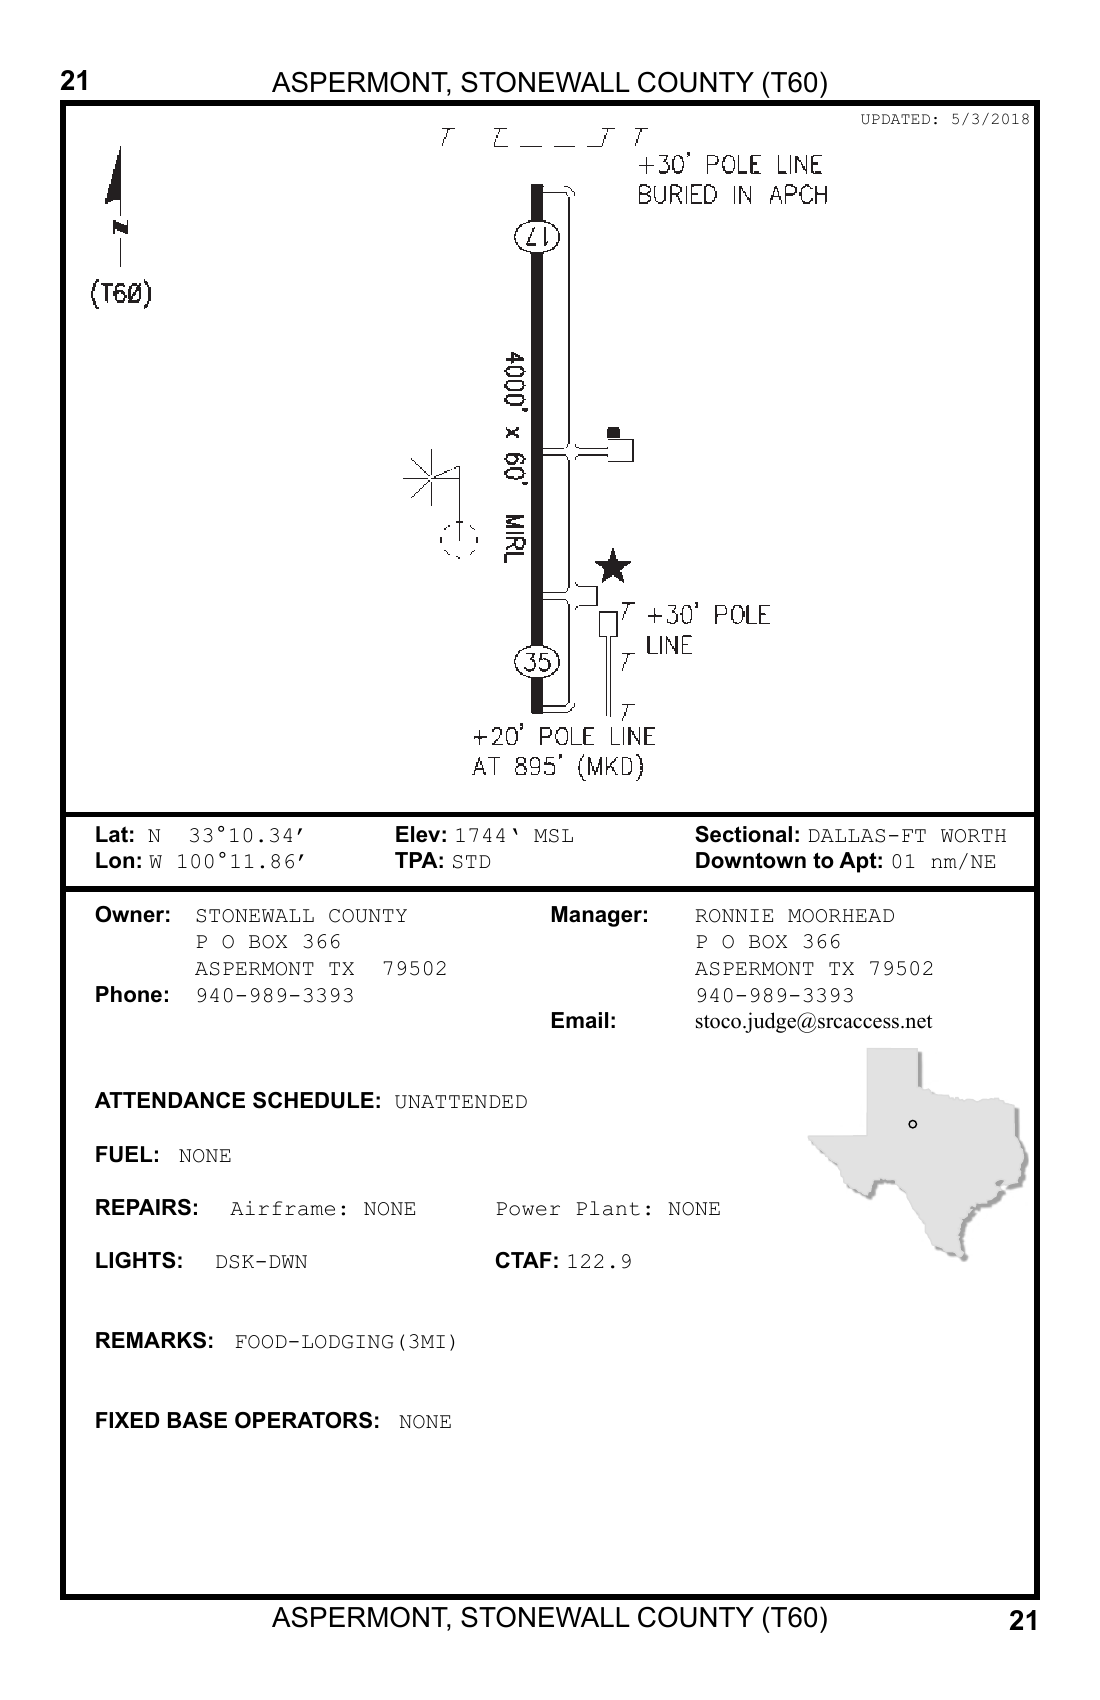 21
ASPERMONT, STONEWALL COUNTY (T60)
UPDATED: 5/3/2018
+30' POLE LINE
BURIED IN APCH
N
(T6Ø)
17
4000' x 60' MIRL
+30' POLE
LINE
35
+20' POLE LINE
AT 895' (MKD)
Lat: N 33°10.34’ Elev: 1744‘ MSL Sectional: DALLAS-FT WORTH
Lon: W 100°11.86’ TPA: STD Downtown to Apt: 01 nm/NE
Owner: STONEWALL COUNTY Manager: RONNIE MOORHEAD
P O BOX 366 P O BOX 366
ASPERMONT TX 79502 ASPERMONT TX 79502
Phone: 940-989-3393 940-989-3393
Email: stoco.judge@srcaccess.net
ATTENDANCE SCHEDULE: UNATTENDED
FUEL: NONE
REPAIRS: Airframe: NONE Power Plant: NONE
LIGHTS: DSK-DWN CTAF: 122.9
REMARKS: FOOD-LODGING(3MI)
FIXED BASE OPERATORS: NONE
ASPERMONT, STONEWALL COUNTY (T60)
21